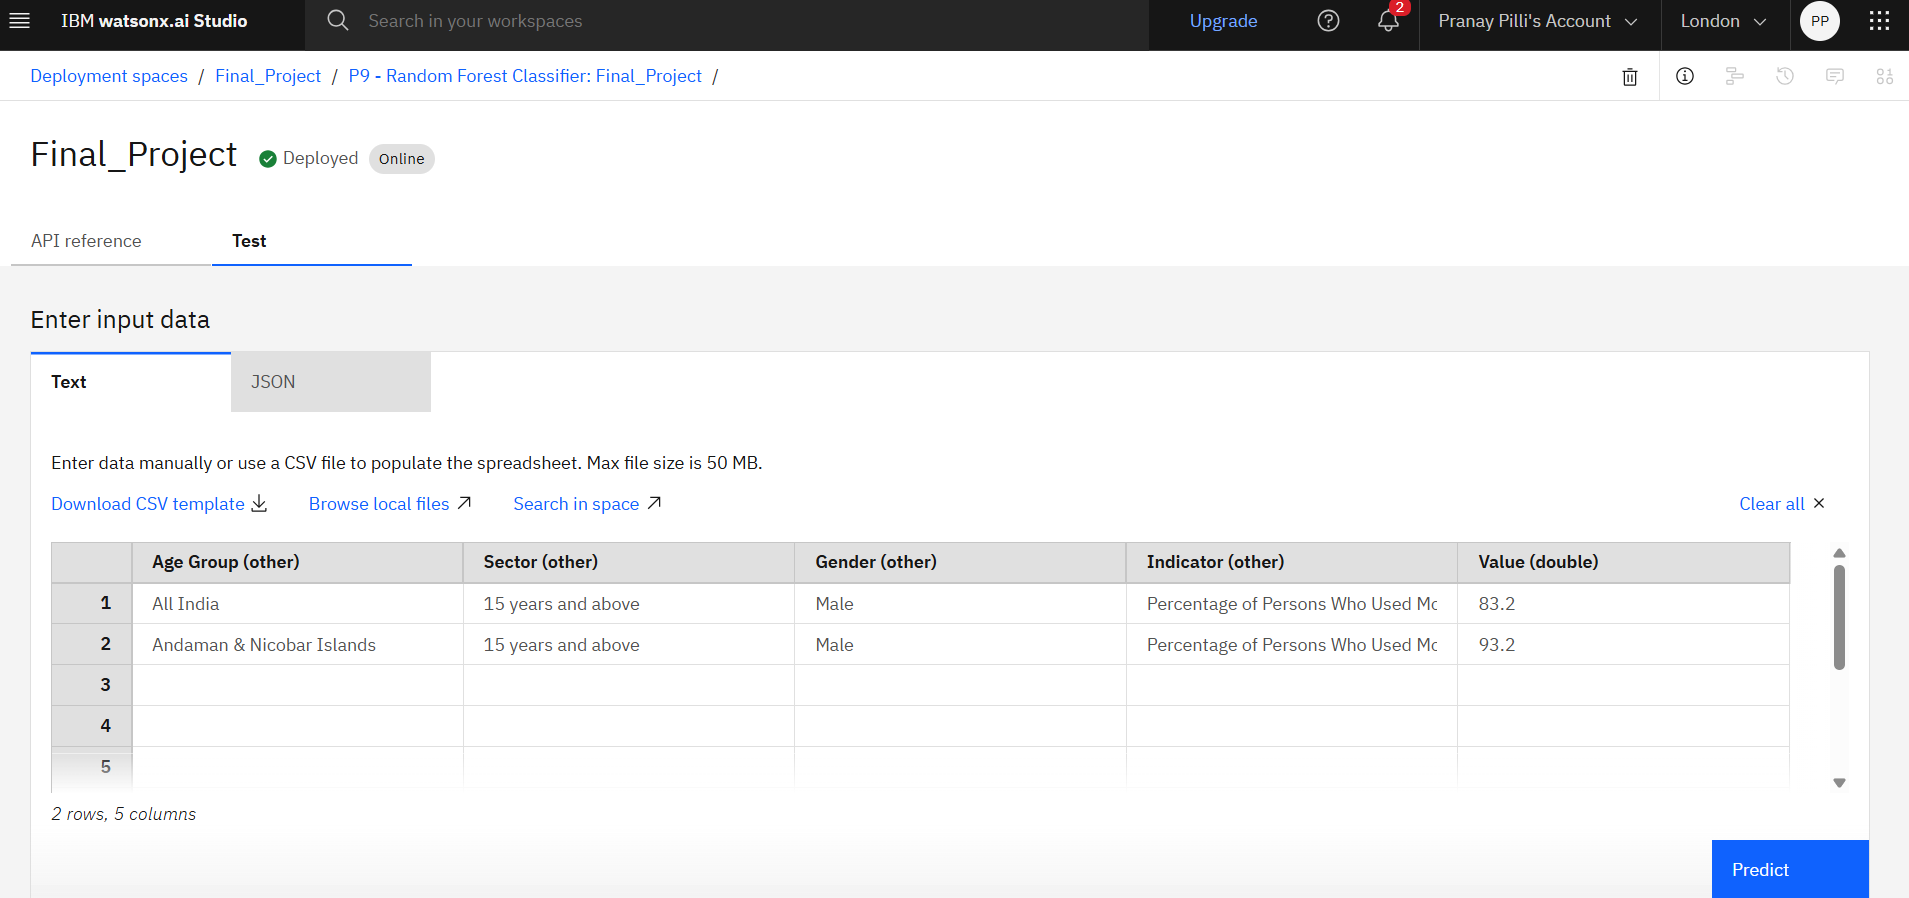 IBM watsonx.ai Studio
Search in your workspaces
Upgrade
2
Pranay Pilli's Account
London
PP
Deployment spaces / Final_Project / P9 - Random Forest Classifier: Final_Project /
Final_Project
Deployed
Online
API reference
Test
Enter input data
Text
JSON
Enter data manually or use a CSV file to populate the spreadsheet. Max file size is 50 MB.
Download CSV template
Browse local files
Search in space
Clear all
Age Group (other) Sector (other) Gender (other) Indicator (other) Value (double)
1 All India 15 years and above Male Percentage of Persons Who Used Mo 83.2
2 Andaman & Nicobar Islands 15 years and above Male Percentage of Persons Who Used Mo 93.2
3
4
5
2 rows, 5 columns
Predict